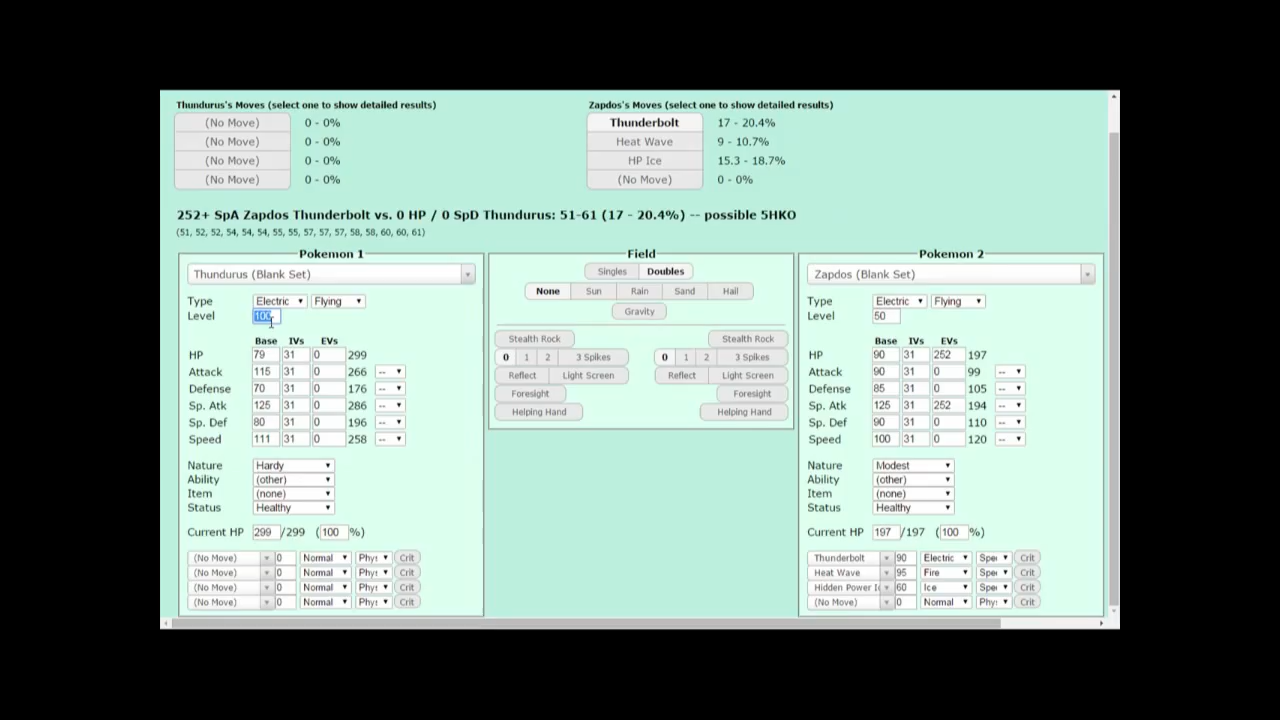 Thundurus's Moves (select one to show detailed results) Zapdos's Moves (select one to show detailed results)
(No Move) 0 - 0% Thunderbolt 17 - 20.4%
(No Move) 0 - 0% Heat Wave 9 - 10.7%
(No Move) 0 - 0% HP Ice 15.3 - 18.7%
(No Move) 0 - 0% (No Move) 0 - 0%
252+ SpA Zapdos Thunderbolt vs. 0 HP / 0 SpD Thundurus: 51-61 (17 - 20.4%) -- possible 5HKO
(51, 52, 52, 54, 54, 54, 55, 55, 57, 57, 57, 58, 58, 60, 60, 61)
Pokemon 1
Thundurus (Blank Set)
Type Electric Flying
Level 100
Base IVs EVs
HP 79 31 0 299
Attack 115 31 0 266 --
Defense 70 31 0 176 --
Sp. Atk 125 31 0 286 --
Sp. Def 80 31 0 196 --
Speed 111 31 0 258 --
Nature Hardy
Ability (other)
Item (none)
Status Healthy
Current HP 299 /299 (100 %)
(No Move) 0 Normal Phys Crit
(No Move) 0 Normal Phys Crit
(No Move) 0 Normal Phys Crit
(No Move) 0 Normal Phys Crit
Field
Singles Doubles
None Sun Rain Sand Hail
Gravity
Stealth Rock Stealth Rock
0 1 2 3 Spikes 0 1 2 3 Spikes
Reflect Light Screen Reflect Light Screen
Foresight Foresight
Helping Hand Helping Hand
Pokemon 2
Zapdos (Blank Set)
Type Electric Flying
Level 50
Base IVs EVs
HP 90 31 252 197
Attack 90 31 0 99 --
Defense 85 31 0 105 --
Sp. Atk 125 31 252 194 --
Sp. Def 90 31 0 110 --
Speed 100 31 0 120 --
Nature Modest
Ability (other)
Item (none)
Status Healthy
Current HP 197 /197 (100 %)
Thunderbolt 90 Electric Spe Crit
Heat Wave 95 Fire Spe Crit
Hidden Power I 60 Ice Spe Crit
(No Move) 0 Normal Phys Crit